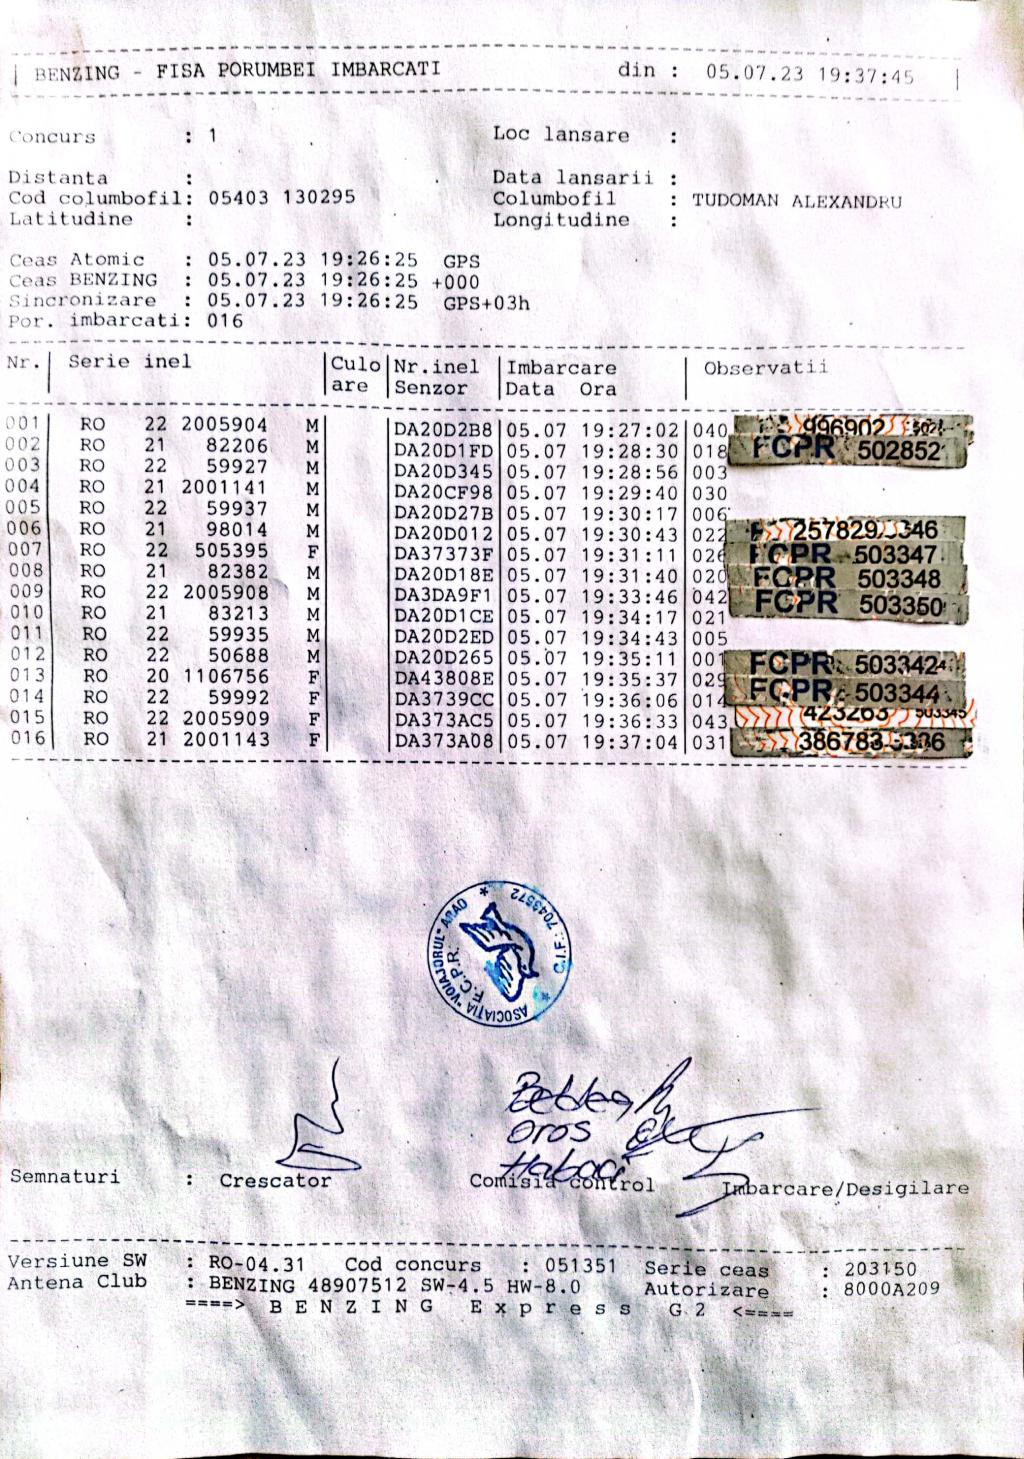 BENZING - FISA PORUMBEI IMBARCATI din : 05.07.23 19:37:45
Concurs : 1 Loc lansare :
Distanta : Data lansarii :
Cod columbofil: 05403 130295 Columbofil : TUDOMAN ALEXANDRU
Latitudine : Longitudine :
Ceas Atomic : 05.07.23 19:26:25 GPS
Ceas BENZING : 05.07.23 19:26:25 +000
Sincronizare : 05.07.23 19:26:25 GPS+03h
Por. imbarcati: 016
Nr. Serie inel Culo Nr.inel Imbarcare Observatii
are Senzor Data Ora
001 RO 22 2005904 M DA20D2B8 05.07 19:27:02 040 996902
002 RO 21 82206 M DA20D1FD 05.07 19:28:30 018 FCPR 502852
003 RO 22 59927 M DA20D345 05.07 19:28:56 003
004 RO 21 2001141 M DA20CF98 05.07 19:29:40 030
005 RO 22 59937 M DA20D27B 05.07 19:30:17 006
006 RO 21 98014 M DA20D012 05.07 19:30:43 022 257829 346
007 RO 22 505395 F DA37373F 05.07 19:31:11 026 FCPR 503347
008 RO 21 82382 M DA20D18E 05.07 19:31:40 020 FCPR 503348
009 RO 22 2005908 M DA3DA9F1 05.07 19:33:46 042 FCPR 503350
010 RO 21 83213 M DA20D1CE 05.07 19:34:17 021
011 RO 22 59935 M DA20D2ED 05.07 19:34:43 005
012 RO 22 50688 M DA20D265 05.07 19:35:11 001 FCPR 503342
013 RO 20 1106756 F DA43808E 05.07 19:35:37 029 FCPR 503344
014 RO 22 59992 F DA3739CC 05.07 19:36:06 014
015 RO 22 2005909 F DA373AC5 05.07 19:36:33 043 423263 503345
016 RO 21 2001143 F DA373A08 05.07 19:37:04 031 386783
ASOCIAȚIA "VOIAJORUL" ARAD * C.I.F.: 7043572 *
F.C.P.R.
Oros
Semnaturi : Crescator Comisia control Imbarcare/Desigilare
Versiune SW : RO-04.31 Cod concurs : 051351 Serie ceas : 203150
Antena Club : BENZING 48907512 SW-4.5 HW-8.0 Autorizare : 8000A209
====> B E N Z I N G E x p r e s s G 2 <====